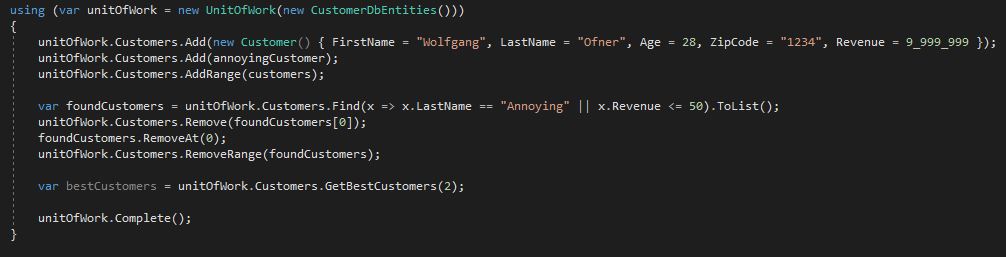 using (var unitOfWork = new UnitOfWork(new CustomerDbEntities()))
{
    unitOfWork.Customers.Add(new Customer() { FirstName = "Wolfgang", LastName = "Ofner", Age = 28, ZipCode = "1234", Revenue = 9_999_999 });
    unitOfWork.Customers.Add(annoyingCustomer);
    unitOfWork.Customers.AddRange(customers);

    var foundCustomers = unitOfWork.Customers.Find(x => x.LastName == "Annoying" || x.Revenue <= 50).ToList();
    unitOfWork.Customers.Remove(foundCustomers[0]);
    foundCustomers.RemoveAt(0);
    unitOfWork.Customers.RemoveRange(foundCustomers);

    var bestCustomers = unitOfWork.Customers.GetBestCustomers(2);

    unitOfWork.Complete();
}